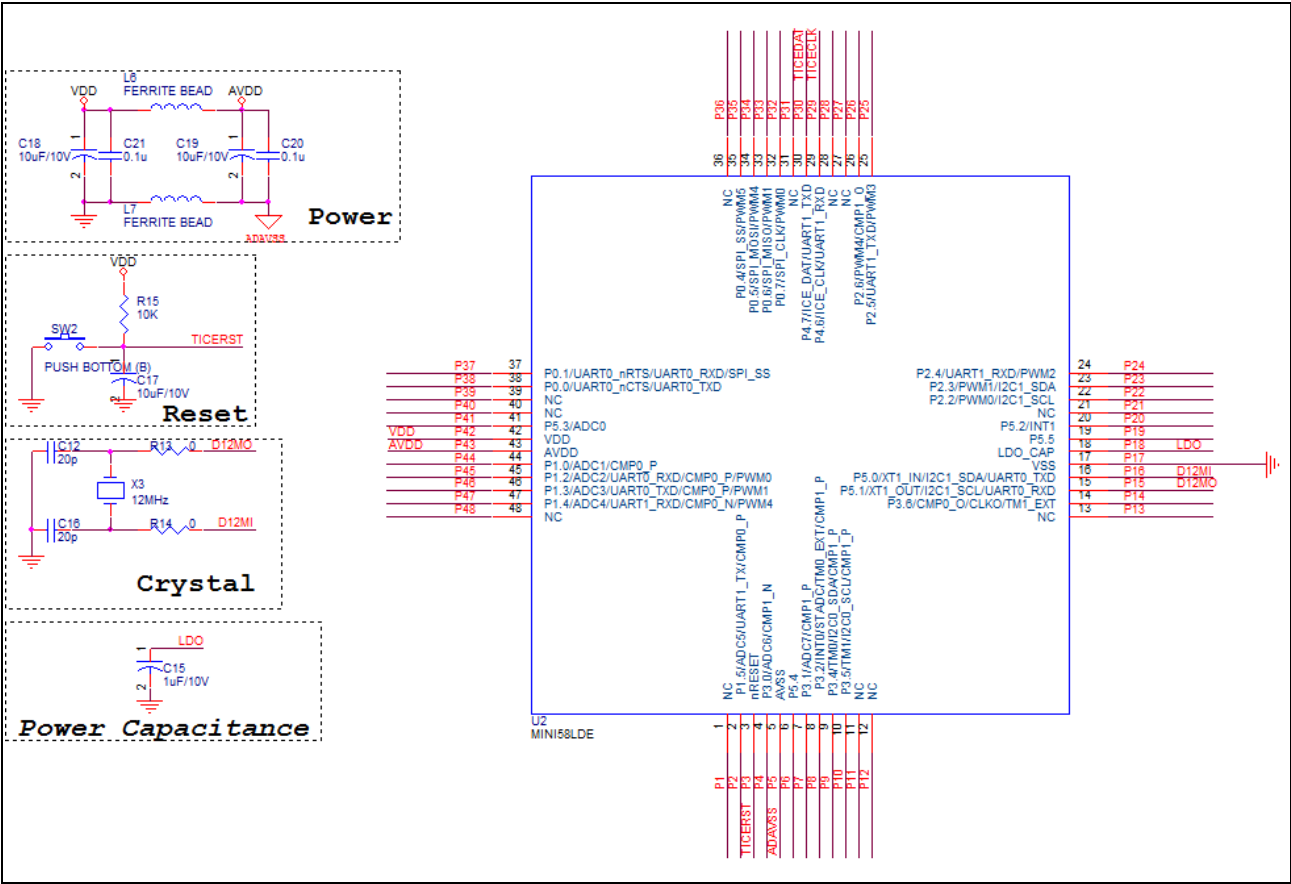 L6
FERRITE BEAD
VDD
AVDD
C18
10uF/10V
1
2
C21
0.1u
C19
10uF/10V
1
2
C20
0.1u
L7
FERRITE BEAD
ADAVSS
Power
VDD
R15
10K
SW2
TICERST
PUSH BOTTOM (B)
1
C17
10uF/10V
2
Reset
C12
20p
R13 0 D12MO
X3
12MHz
C16
20p
R14 0 D12MI
Crystal
LDO
1
C15
1uF/10V
2
Power Capacitance
TICEDAT
TICECLK
P36
P35
P34
P33
P32
P31
P30
P29
P28
P27
P26
P25
36
35
34
33
32
31
30
29
28
27
26
25
NC
P0.4/SPI_SS/PWM5
P0.5/SPI_MOSI/PWM4
P0.6/SPI_MISO/PWM1
P0.7/SPI_CLK/PWM0
NC
P4.7/ICE_DAT/UART1_TXD
P4.6/ICE_CLK/UART1_RXD
NC
NC
P2.6/PWM4/CMP1_O
P2.5/UART1_TXD/PWM3
P37 37 P0.1/UART0_nRTS/UART0_RXD/SPI_SS
P38 38 P0.0/UART0_nCTS/UART0_TXD
P39 39 NC
P40 40 NC
P41 41 P5.3/ADC0
VDD P42 42 VDD
AVDD P43 43 AVDD
P44 44 P1.0/ADC1/CMP0_P
P45 45 P1.2/ADC2/UART0_RXD/CMP0_P/PWM0
P46 46 P1.3/ADC3/UART0_TXD/CMP0_P/PWM1
P47 47 P1.4/ADC4/UART1_RXD/CMP0_N/PWM4
P48 48 NC
P2.4/UART1_RXD/PWM2 24 P24
P2.3/PWM1/I2C1_SDA 23 P23
P2.2/PWM0/I2C1_SCL 22 P22
NC 21 P21
P5.2/INT1 20 P20
P5.5 19 P19
LDO_CAP 18 P18 LDO
VSS 17 P17
P5.0/XT1_IN/I2C1_SDA/UART0_TXD 16 P16 D12MI
P5.1/XT1_OUT/I2C1_SCL/UART0_RXD 15 P15 D12MO
P3.6/CMP0_O/CLKO/TM1_EXT 14 P14
NC 13 P13
NC
P1.5/ADC5/UART1_TX/CMP0_P
nRESET
P3.0/ADC6/CMP1_N
AVSS
P5.4
P3.1/ADC7/CMP1_P
P3.2/INT0/STADC/TM0_EXT/CMP1_P
P3.4/TM0/I2C0_SDA/CMP1_P
P3.5/TM1/I2C0_SCL/CMP1_P
NC
NC
U2
MINI58LDE
1
2
3
4
5
6
7
8
9
10
11
12
P1
P2
P3
P4
P5
P6
P7
P8
P9
P10
P11
P12
TICERST
ADAVSS